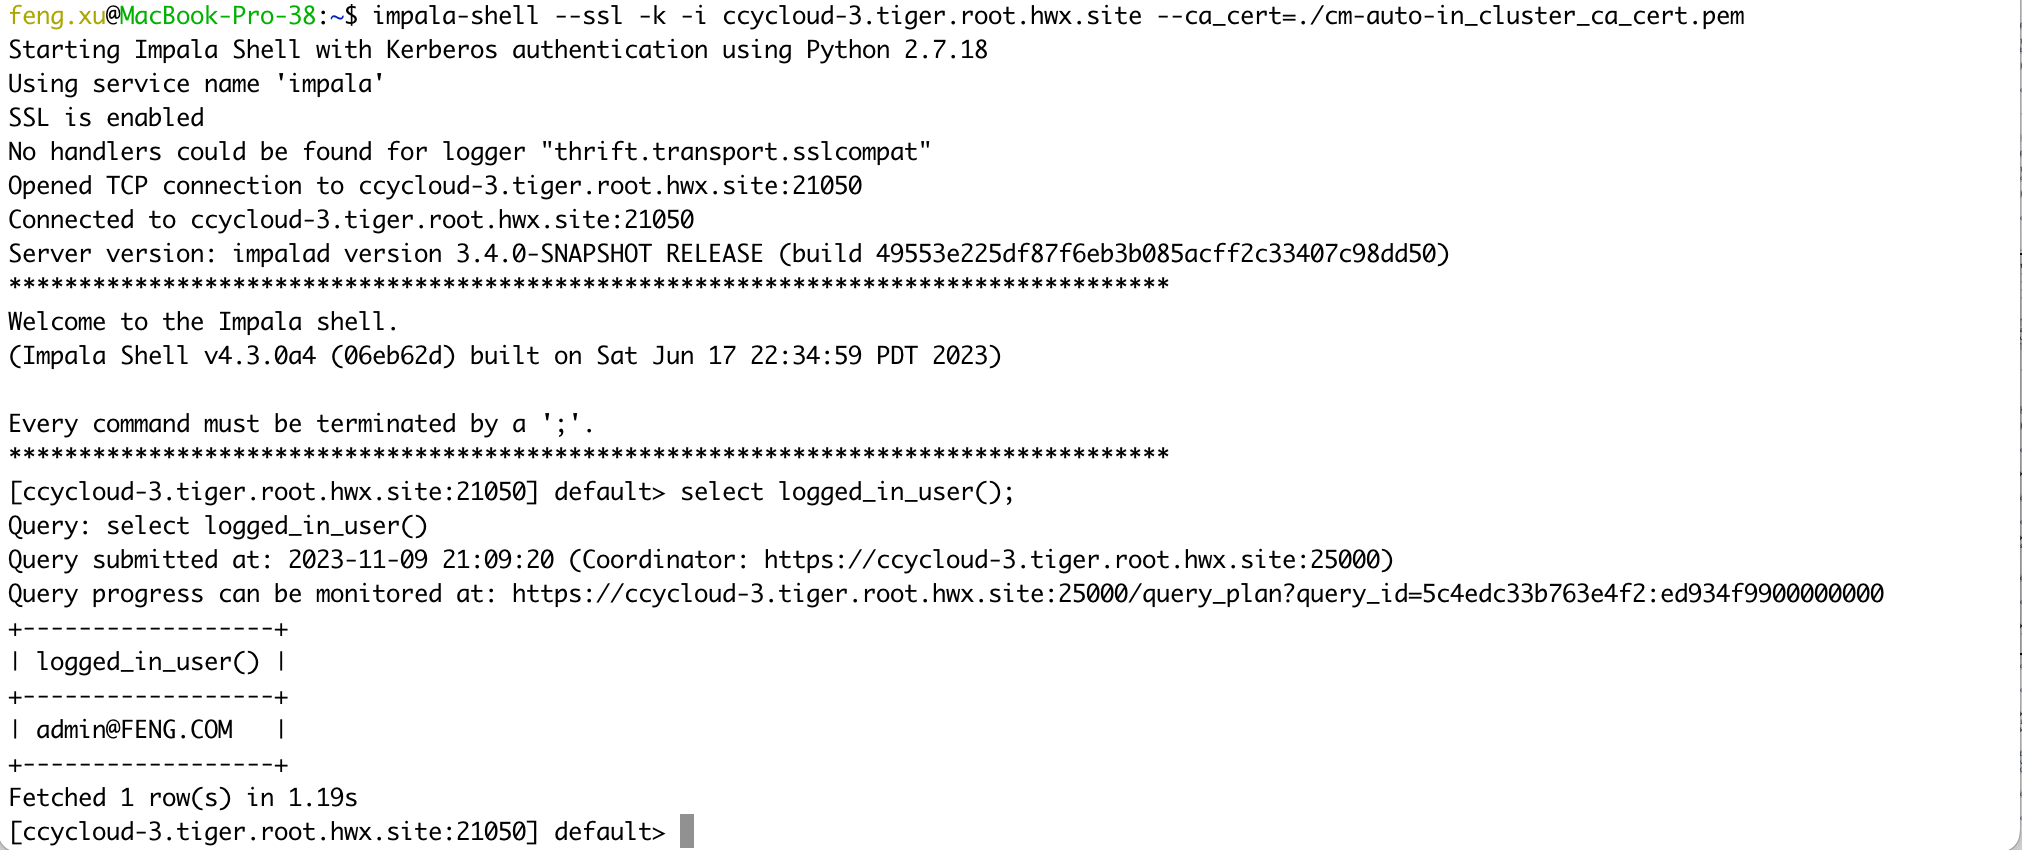 feng.xu@MacBook-Pro-38:~$ impala-shell --ssl -k -i ccycloud-3.tiger.root.hwx.site --ca_cert=./cm-auto-in_cluster_ca_cert.pem
Starting Impala Shell with Kerberos authentication using Python 2.7.18
Using service name 'impala'
SSL is enabled
No handlers could be found for logger "thrift.transport.sslcompat"
Opened TCP connection to ccycloud-3.tiger.root.hwx.site:21050
Connected to ccycloud-3.tiger.root.hwx.site:21050
Server version: impalad version 3.4.0-SNAPSHOT RELEASE (build 49553e225df87f6eb3b085acff2c33407c98dd50)
***********************************************************************************
Welcome to the Impala shell.
(Impala Shell v4.3.0a4 (06eb62d) built on Sat Jun 17 22:34:59 PDT 2023)

Every command must be terminated by a ';'.
***********************************************************************************
[ccycloud-3.tiger.root.hwx.site:21050] default> select logged_in_user();
Query: select logged_in_user()
Query submitted at: 2023-11-09 21:09:20 (Coordinator: https://ccycloud-3.tiger.root.hwx.site:25000)
Query progress can be monitored at: https://ccycloud-3.tiger.root.hwx.site:25000/query_plan?query_id=5c4edc33b763e4f2:ed934f9900000000
+------------------+
| logged_in_user() |
+------------------+
| admin@FENG.COM   |
+------------------+
Fetched 1 row(s) in 1.19s
[ccycloud-3.tiger.root.hwx.site:21050] default>